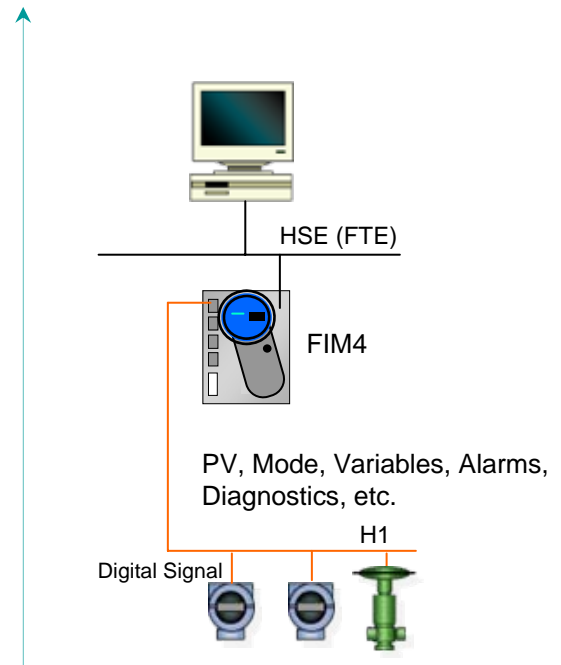 HSE (FTE)
FIM4
PV, Mode, Variables, Alarms,
Diagnostics, etc.
H1
Digital Signal